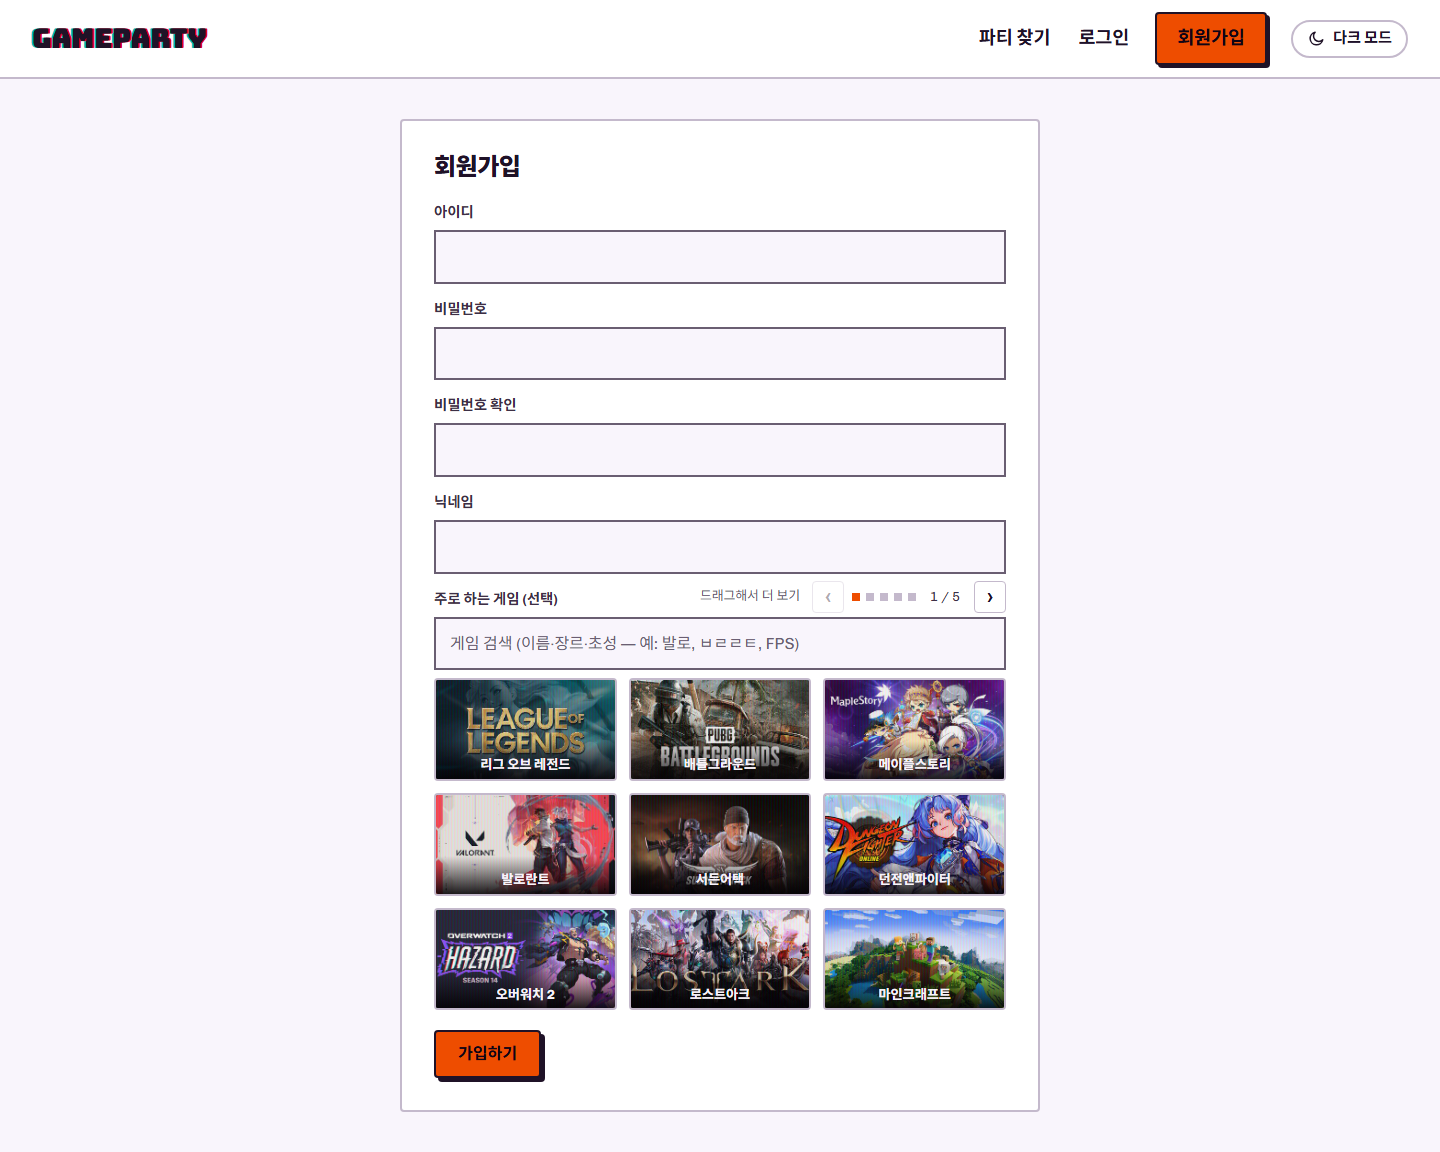 GAMEPARTY
파티 찾기
로그인
회원가입
다크 모드
회원가입
아이디
비밀번호
비밀번호 확인
닉네임
주로 하는 게임 (선택)
드래그해서 더 보기
1 / 5
게임 검색 (이름·장르·초성 — 예: 발로, ㅂㄹㄹㅌ, FPS)
LEAGUE OF
LEGENDS
리그 오브 레전드
PUBG
BATTLEGROUNDS
배틀그라운드
MapleStory
메이플스토리
VALORANT
발로란트
서든어택
DUNGEON
FIGHTER
ONLINE
던전앤파이터
OVERWATCH 2
HAZARD
SEASON 14
오버워치 2
LOST ARK
로스트아크
마인크래프트
가입하기